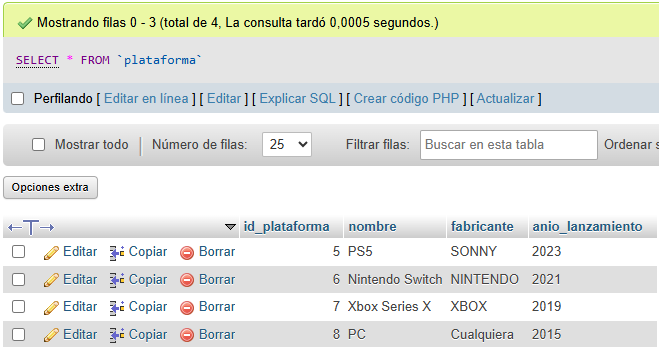 Mostrando filas 0 - 3 (total de 4, La consulta tardó 0,0005 segundos.)
SELECT * FROM `plataforma`
Perfilando [ Editar en línea ] [ Editar ] [ Explicar SQL ] [ Crear código PHP ] [ Actualizar ]
Mostrar todo Número de filas: 25 Filtrar filas: Buscar en esta tabla Ordenar s
Opciones extra
←T→ id_plataforma nombre fabricante anio_lanzamiento
Editar Copiar Borrar 5 PS5 SONNY 2023
Editar Copiar Borrar 6 Nintendo Switch NINTENDO 2021
Editar Copiar Borrar 7 Xbox Series X XBOX 2019
Editar Copiar Borrar 8 PC Cualquiera 2015